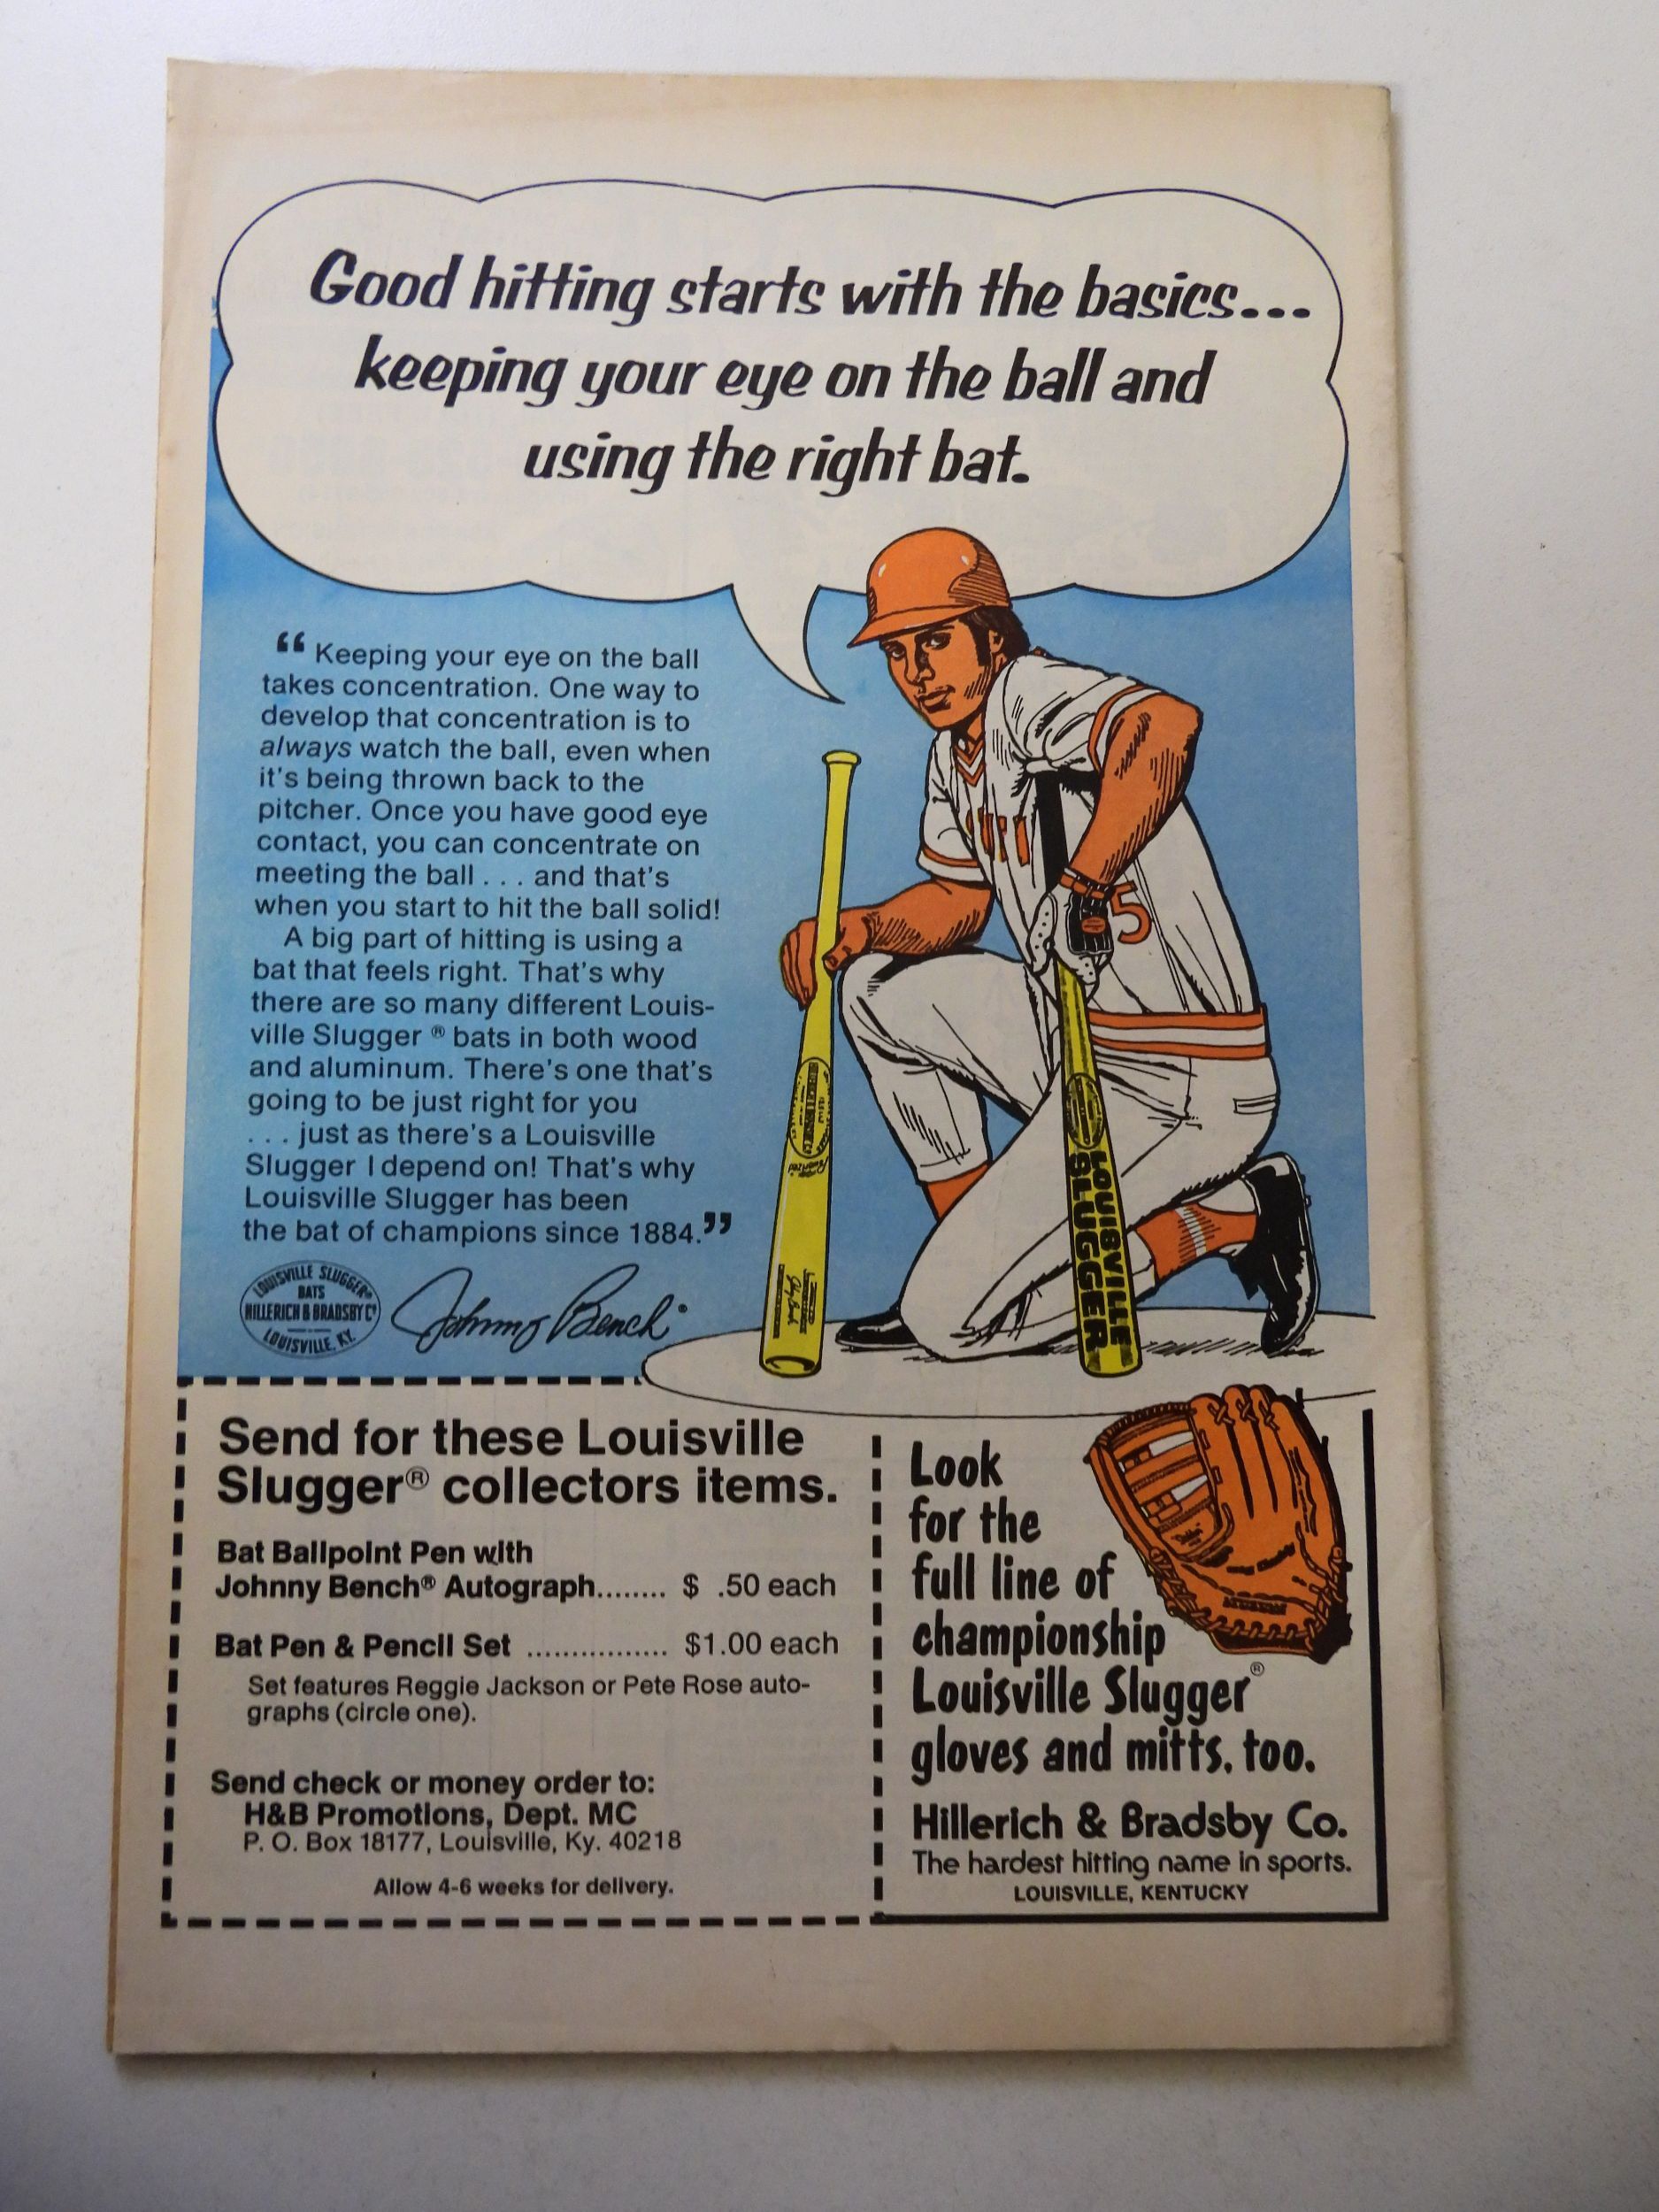 Good hitting starts with the basics...
keeping your eye on the ball and
using the right bat.
“Keeping your eye on the ball
takes concentration. One way to
develop that concentration is to
always watch the ball, even when
it's being thrown back to the
pitcher. Once you have good eye
contact, you can concentrate on
meeting the ball . . . and that's
when you start to hit the ball solid!
A big part of hitting is using a
bat that feels right. That's why
there are so many different Louis-
ville Slugger ® bats in both wood
and aluminum. There's one that's
going to be just right for you
. . . just as there's a Louisville
Slugger I depend on! That's why
Louisville Slugger has been
the bat of champions since 1884.”
LOUISVILLE SLUGGER®
BATS
HILLERICH & BRADSBY Cº
LOUISVILLE, KY.
Johnny Bench
5
LOUISVILLE
SLUGGER
Send for these Louisville
Slugger® collectors items.
Bat Ballpoint Pen with
Johnny Bench® Autograph........ $ .50 each
Bat Pen & Pencil Set ................ $1.00 each
Set features Reggie Jackson or Pete Rose auto-
graphs (circle one).
Send check or money order to:
H&B Promotions, Dept. MC
P. O. Box 18177, Louisville, Ky. 40218
Allow 4-6 weeks for delivery.
Look
for the
full line of
championship
Louisville Slugger®
gloves and mitts, too.
Hillerich & Bradsby Co.
The hardest hitting name in sports.
LOUISVILLE, KENTUCKY